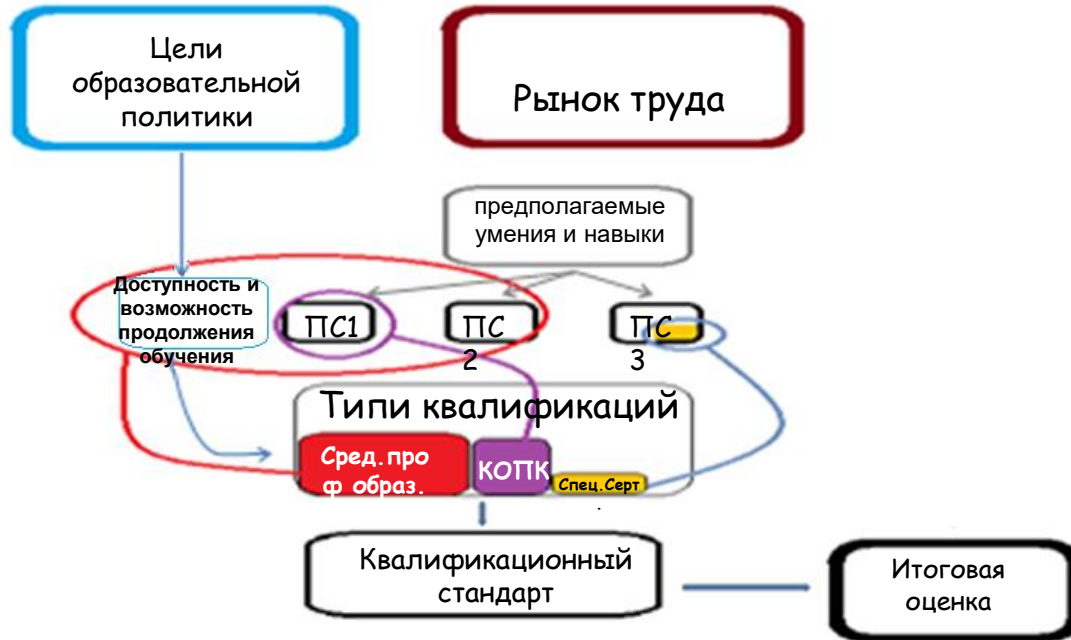 Цели
образовательной
политики
Рынок труда
предполагаемые
умения и навыки
Доступность и
возможность
продолжения
обучения
ПС1
ПС
2
ПС
3
Типи квалификаций
Сред.про
ф образ.
КОПК
Спец.Серт
.
Квалификационный
стандарт
Итоговая
оценка